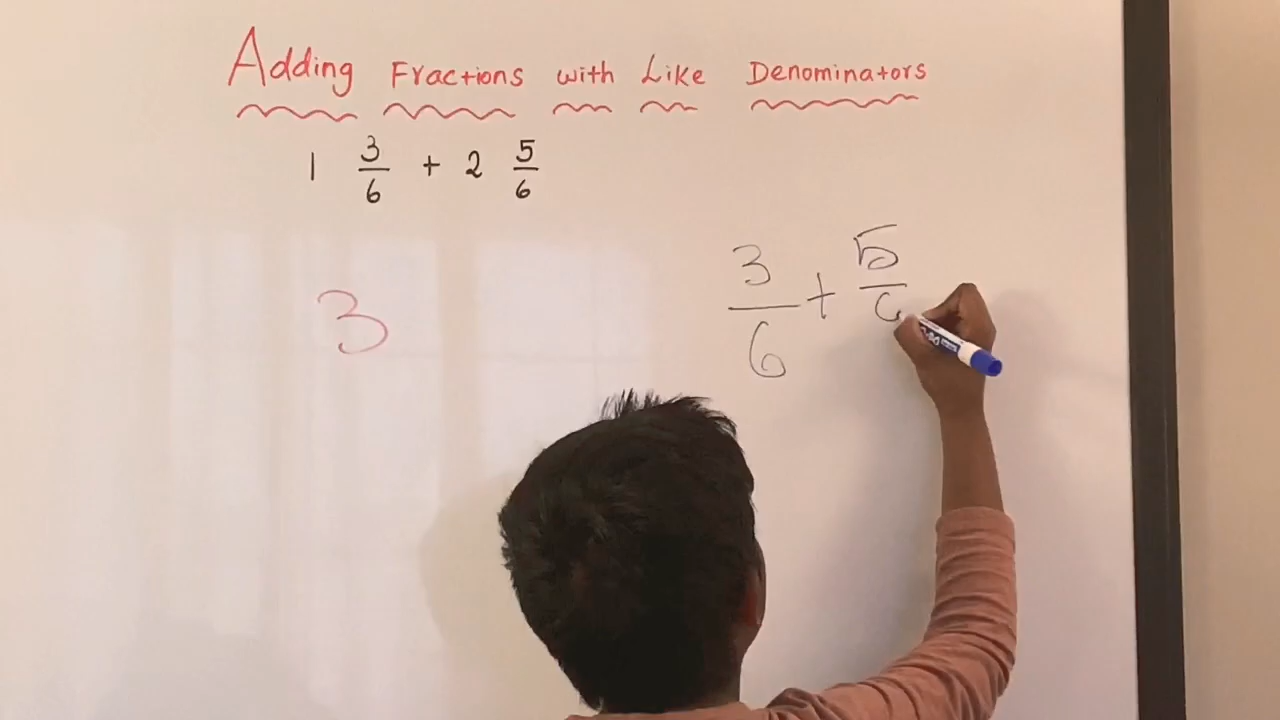 Adding Fractions with Like Denominators
1 3/6 + 2 5/6
3
3/6 + 5/6